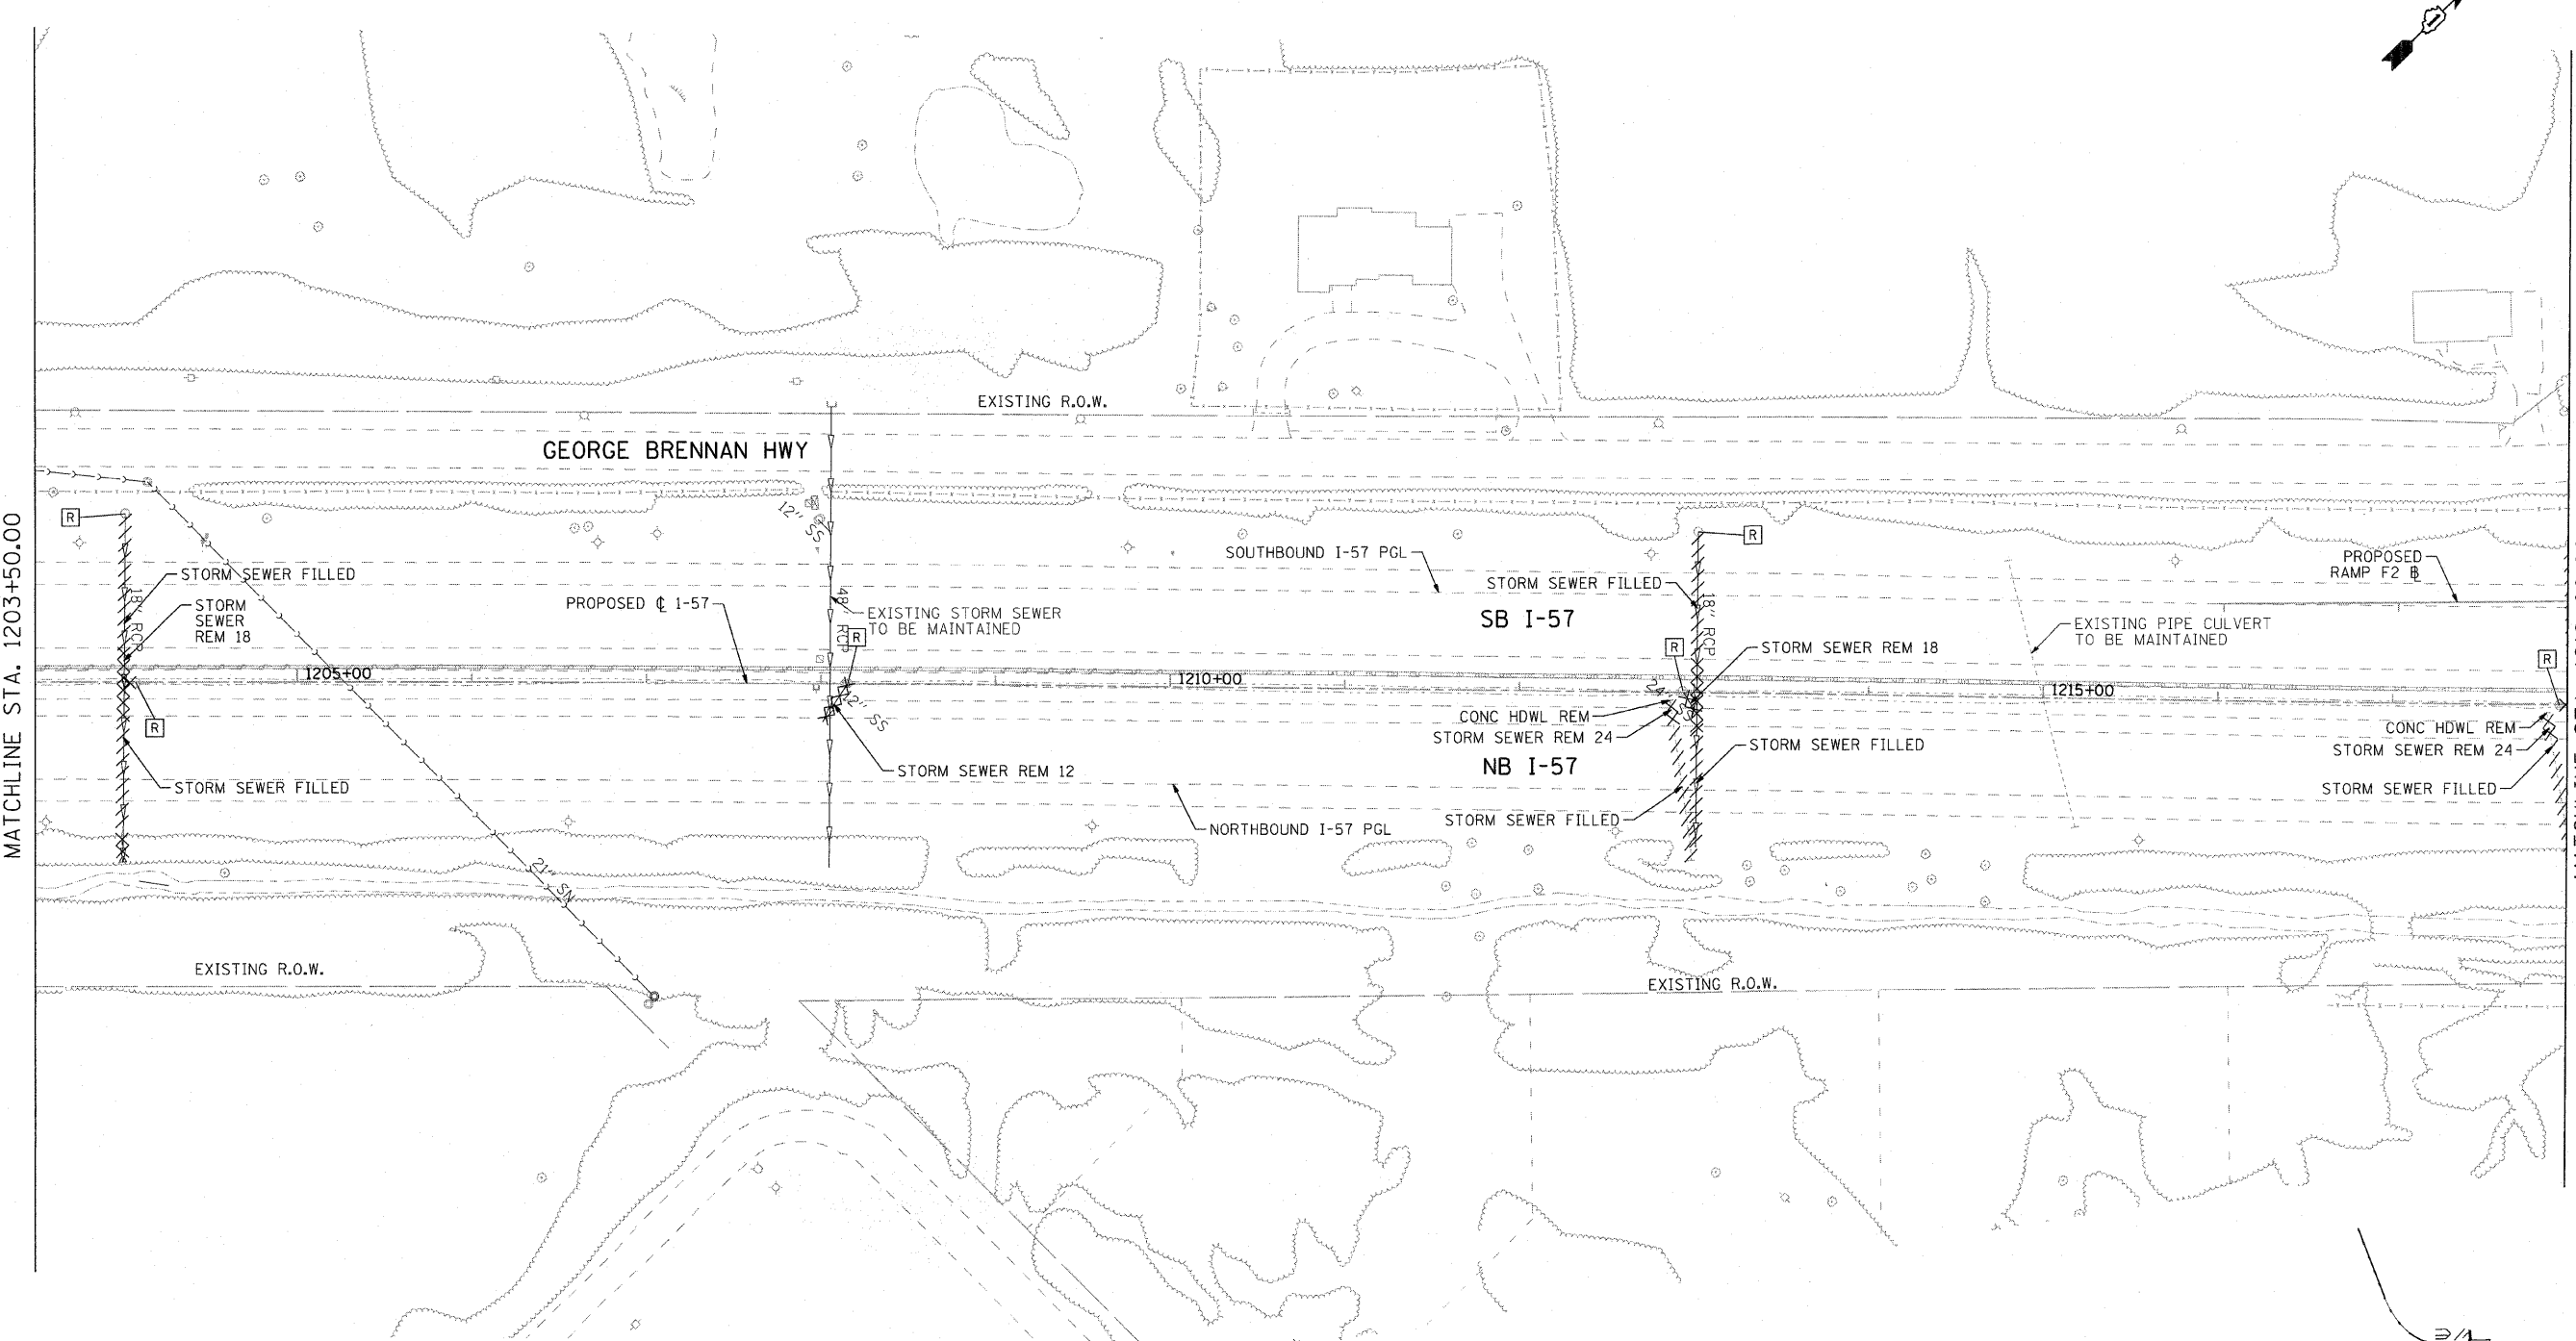 EXISTING R.O.W.
GEORGE BRENNAN HWY
MATCHLINE STA. 1203+50.00
R
12" SS
R
SOUTHBOUND I-57 PGL
PROPOSED
RAMP F2 B
STORM SEWER FILLED
STORM SEWER FILLED
18" RCP
STORM
SEWER
REM 18
PROPOSED ℄ 1-57
48" RCP
EXISTING STORM SEWER
TO BE MAINTAINED
R
SB I-57
18" RCP
EXISTING PIPE CULVERT
TO BE MAINTAINED
R
STORM SEWER REM 18
R
1205+00
1210+00
1215+00
R
12" SS
24" SS
CONC HDWL REM
STORM SEWER REM 24
CONC HDWL REM
STORM SEWER REM 24
STORM SEWER FILLED
NB I-57
STORM SEWER REM 12
STORM SEWER FILLED
STORM SEWER FILLED
NORTHBOUND I-57 PGL
STORM SEWER FILLED
21" SN
EXISTING R.O.W.
EXISTING R.O.W.